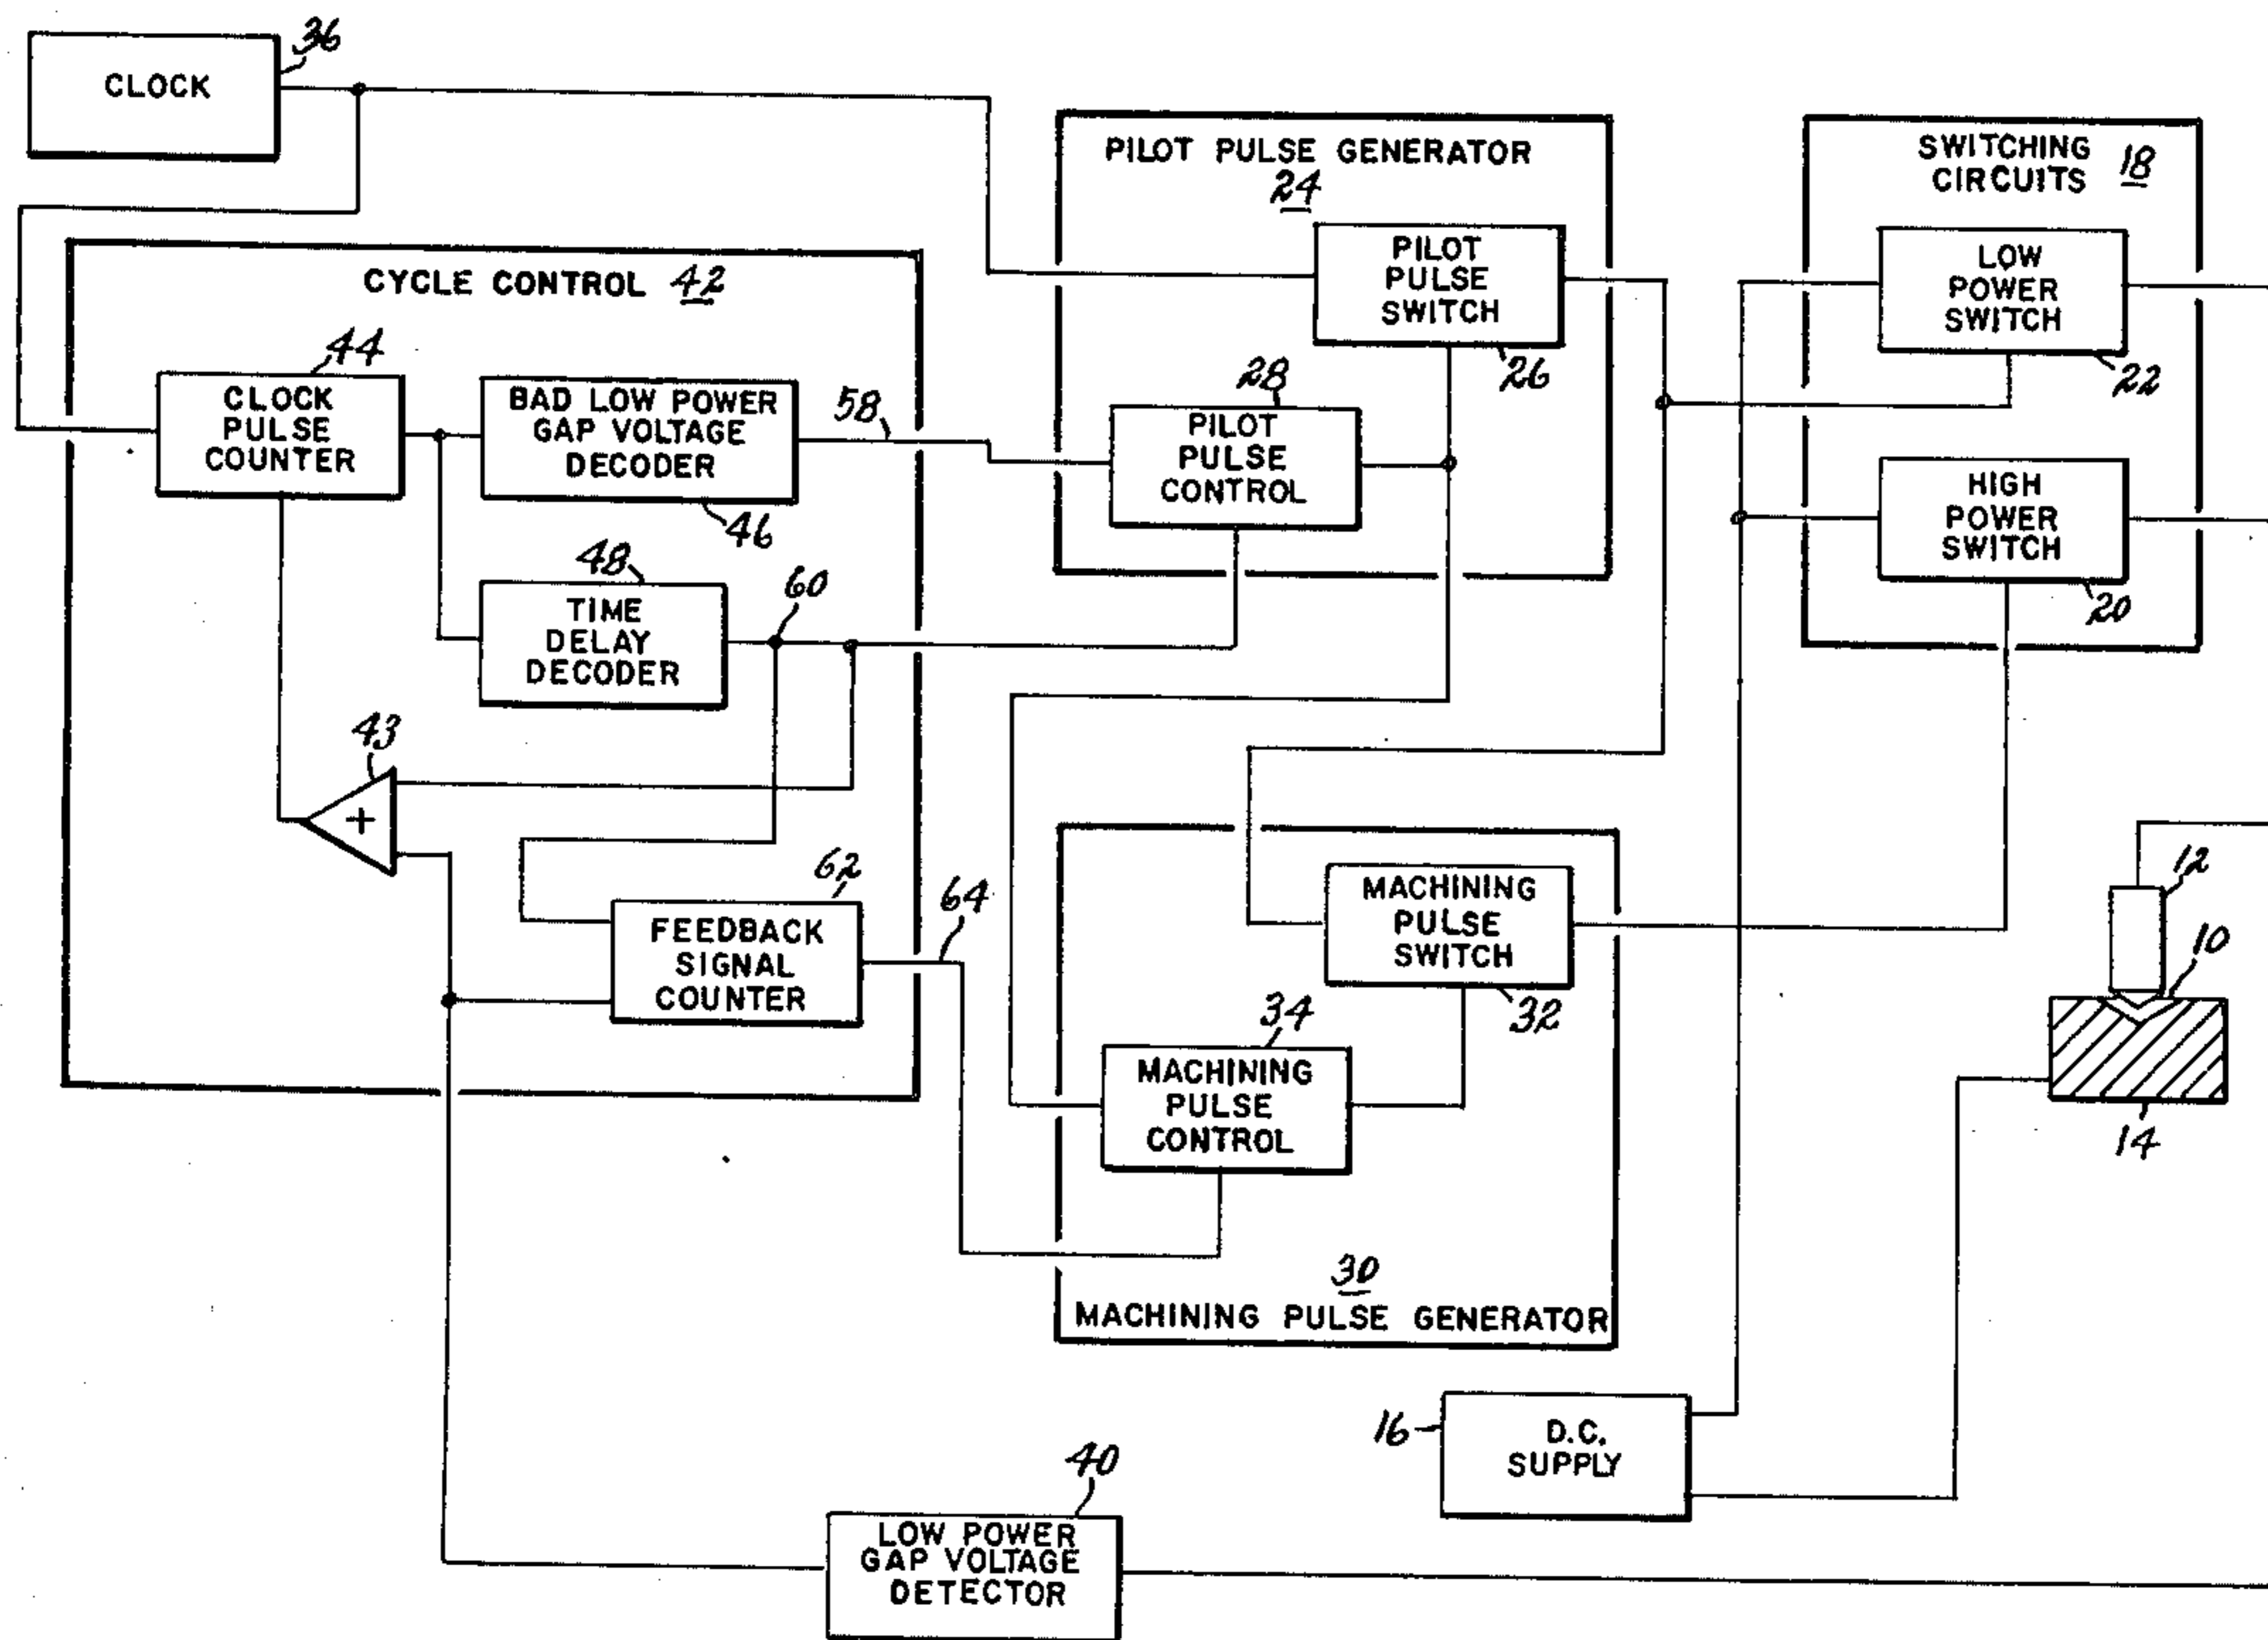 CLOCK
36
CYCLE CONTROL 42
44
CLOCK
PULSE
COUNTER
BAD LOW POWER
GAP VOLTAGE
DECODER
46
58
48
TIME
DELAY
DECODER
60
43
+
62
FEEDBACK
SIGNAL
COUNTER
64
PILOT PULSE GENERATOR
24
PILOT
PULSE
SWITCH
26
28
PILOT
PULSE
CONTROL
SWITCHING
CIRCUITS 18
LOW
POWER
SWITCH
22
HIGH
POWER
SWITCH
20
MACHINING
PULSE
SWITCH
32
34
MACHINING
PULSE
CONTROL
30
MACHINING PULSE GENERATOR
12
10
14
16
D.C.
SUPPLY
40
LOW POWER
GAP VOLTAGE
DETECTOR